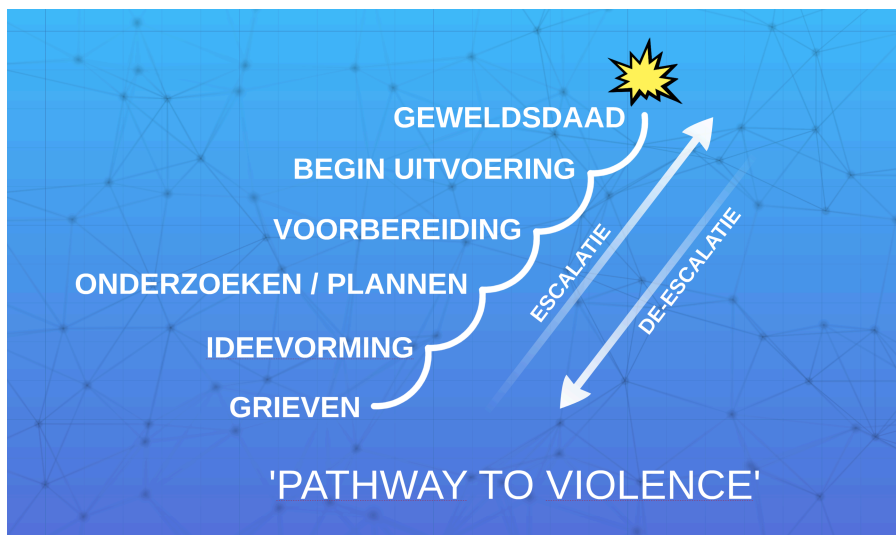 GEWELDSDAAD
BEGIN UITVOERING
VOORBEREIDING
ONDERZOEKEN / PLANNEN
IDEEVORMING
GRIEVEN
ESCALATIE
DE-ESCALATIE
'PATHWAY TO VIOLENCE'